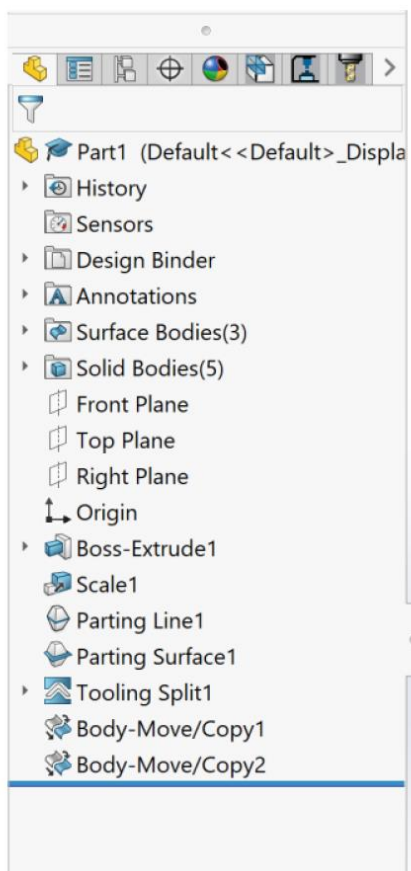 Part1 (Default<<Default>_Displa
History
Sensors
Design Binder
Annotations
Surface Bodies(3)
Solid Bodies(5)
Front Plane
Top Plane
Right Plane
Origin
Boss-Extrude1
Scale1
Parting Line1
Parting Surface1
Tooling Split1
Body-Move/Copy1
Body-Move/Copy2